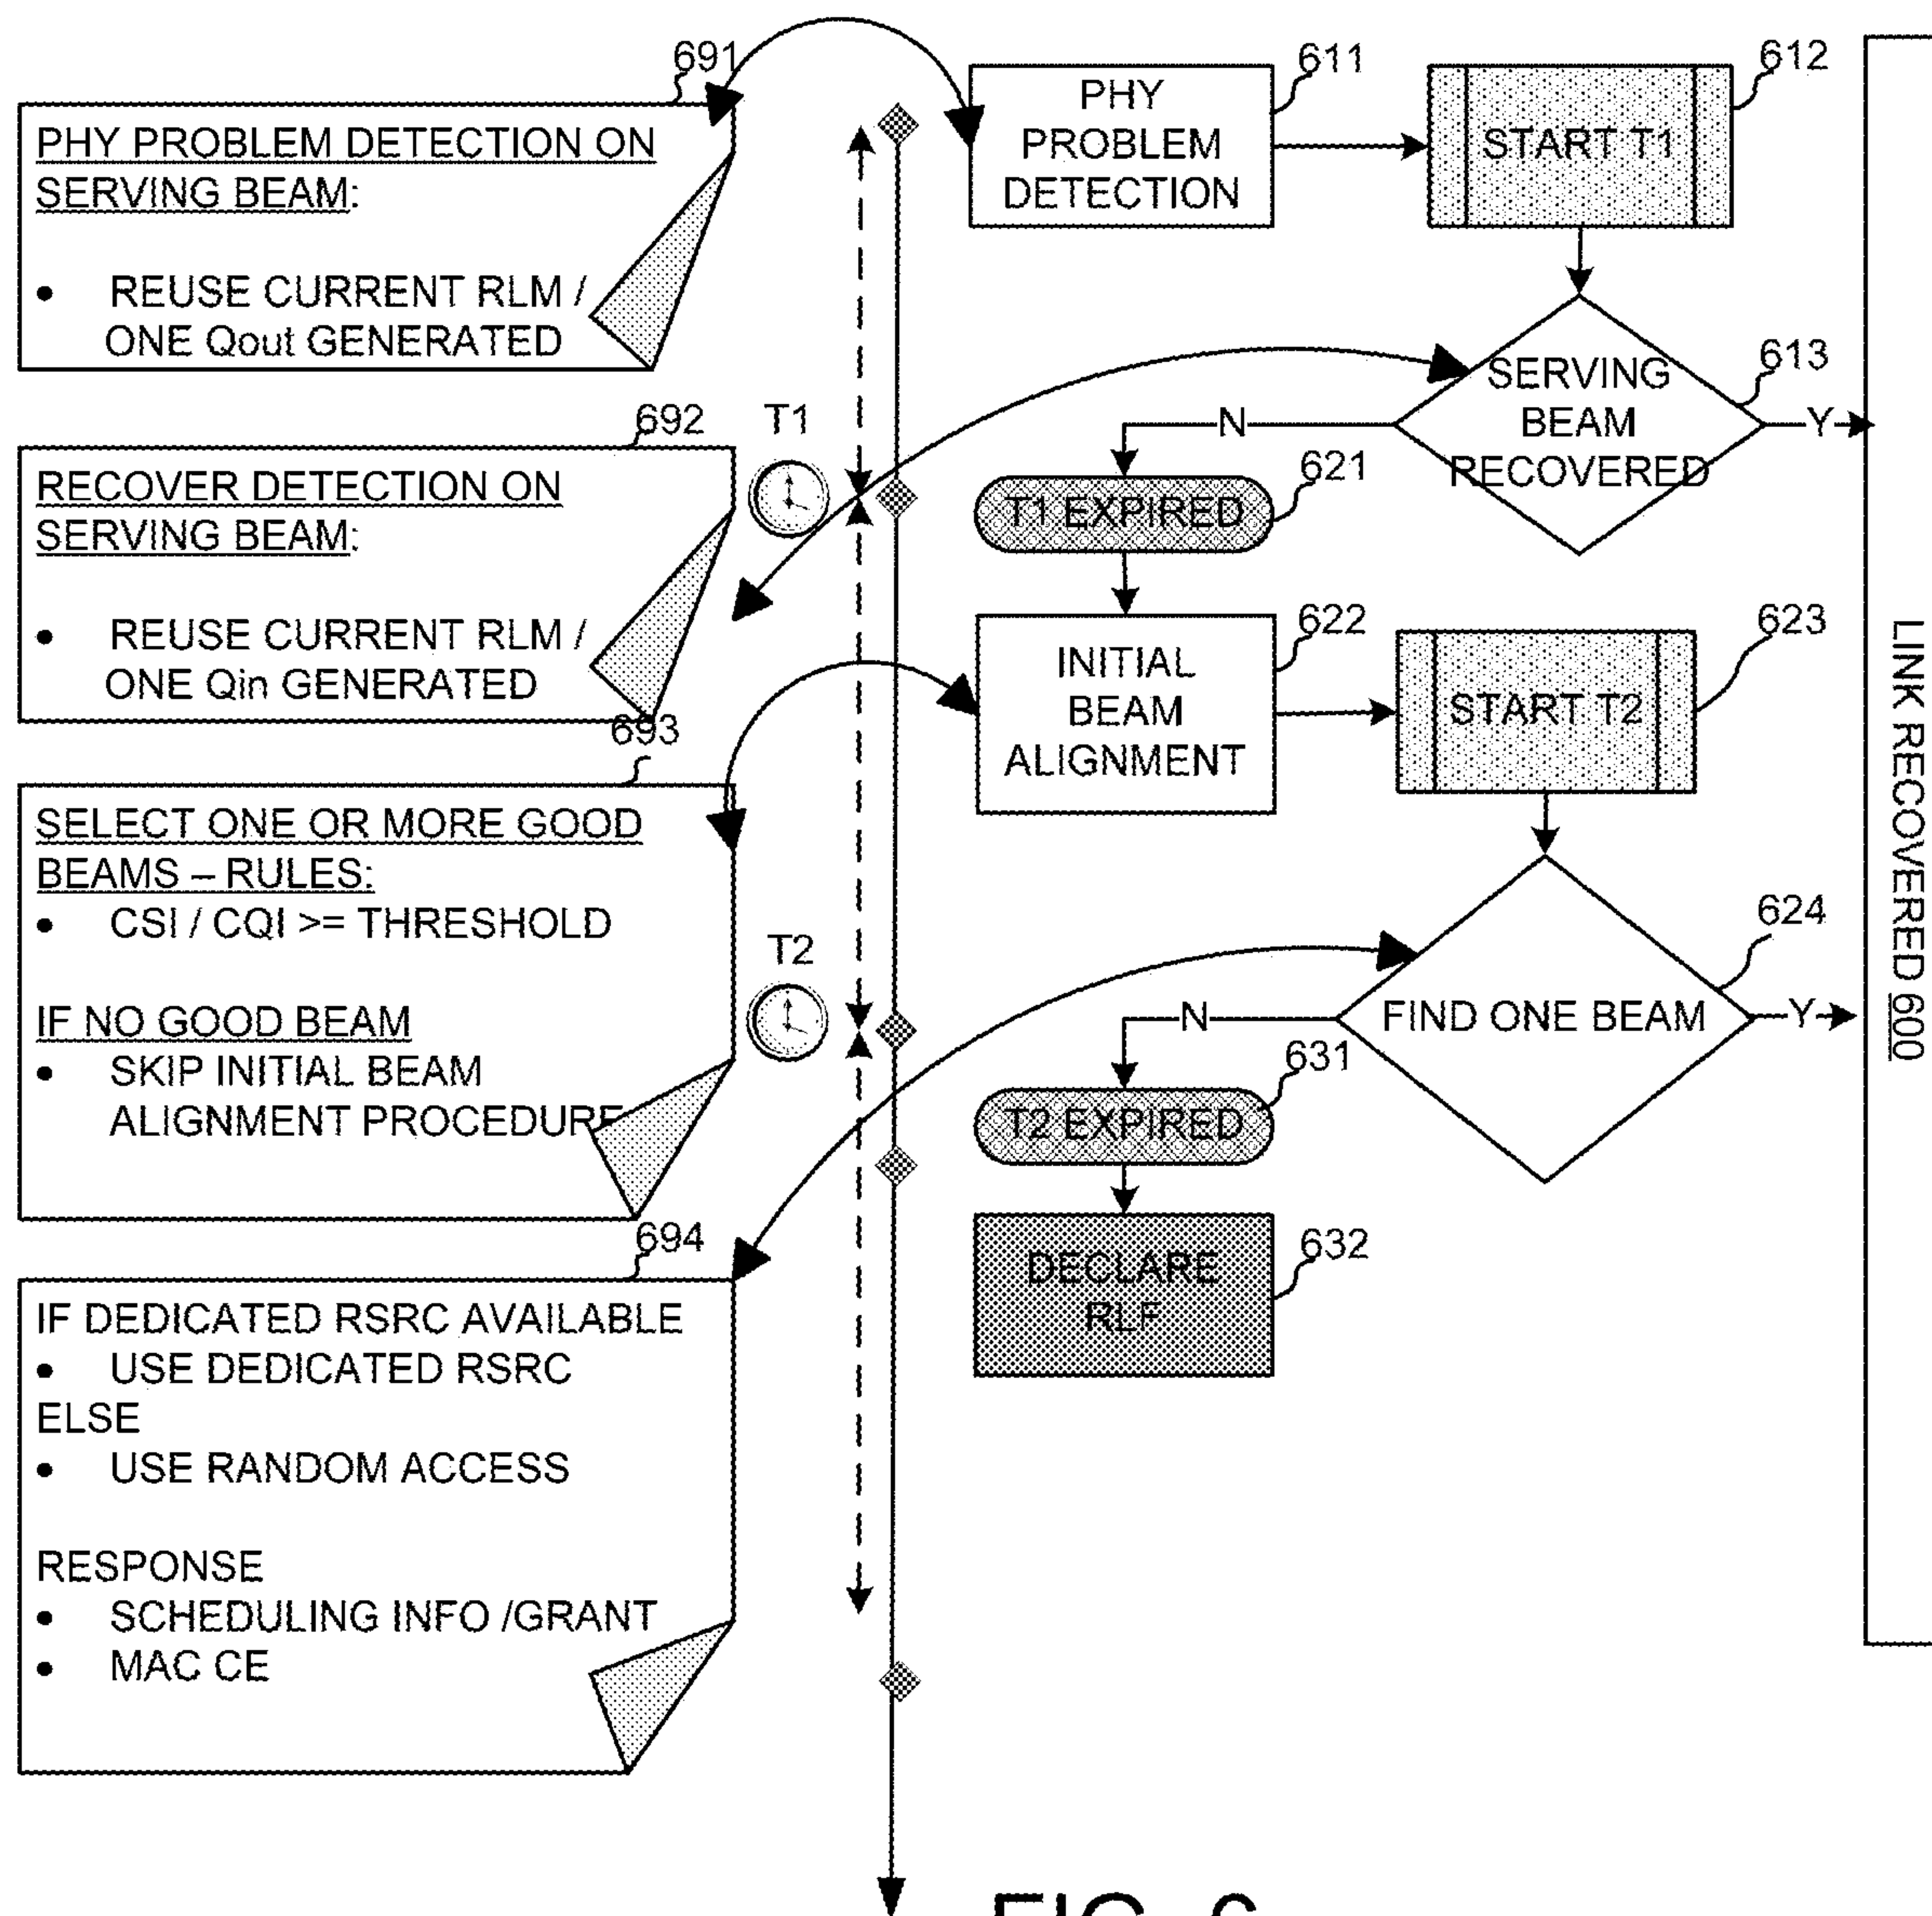 691
PHY PROBLEM DETECTION ON
SERVING BEAM:
• REUSE CURRENT RLM /
ONE Qout GENERATED
692
RECOVER DETECTION ON
SERVING BEAM:
• REUSE CURRENT RLM /
ONE Qin GENERATED
693
SELECT ONE OR MORE GOOD
BEAMS – RULES:
• CSI / CQI >= THRESHOLD
IF NO GOOD BEAM
• SKIP INITIAL BEAM
ALIGNMENT PROCEDURE
694
IF DEDICATED RSRC AVAILABLE
• USE DEDICATED RSRC
ELSE
• USE RANDOM ACCESS
RESPONSE
• SCHEDULING INFO /GRANT
• MAC CE
T1
T2
611
PHY
PROBLEM
DETECTION
612
START T1
613
SERVING
BEAM
RECOVERED
N
Y
621
T1 EXPIRED
622
INITIAL
BEAM
ALIGNMENT
623
START T2
624
FIND ONE BEAM
N
Y
631
T2 EXPIRED
632
DECLARE
RLF
LINK RECOVERED 600
FIG. 6